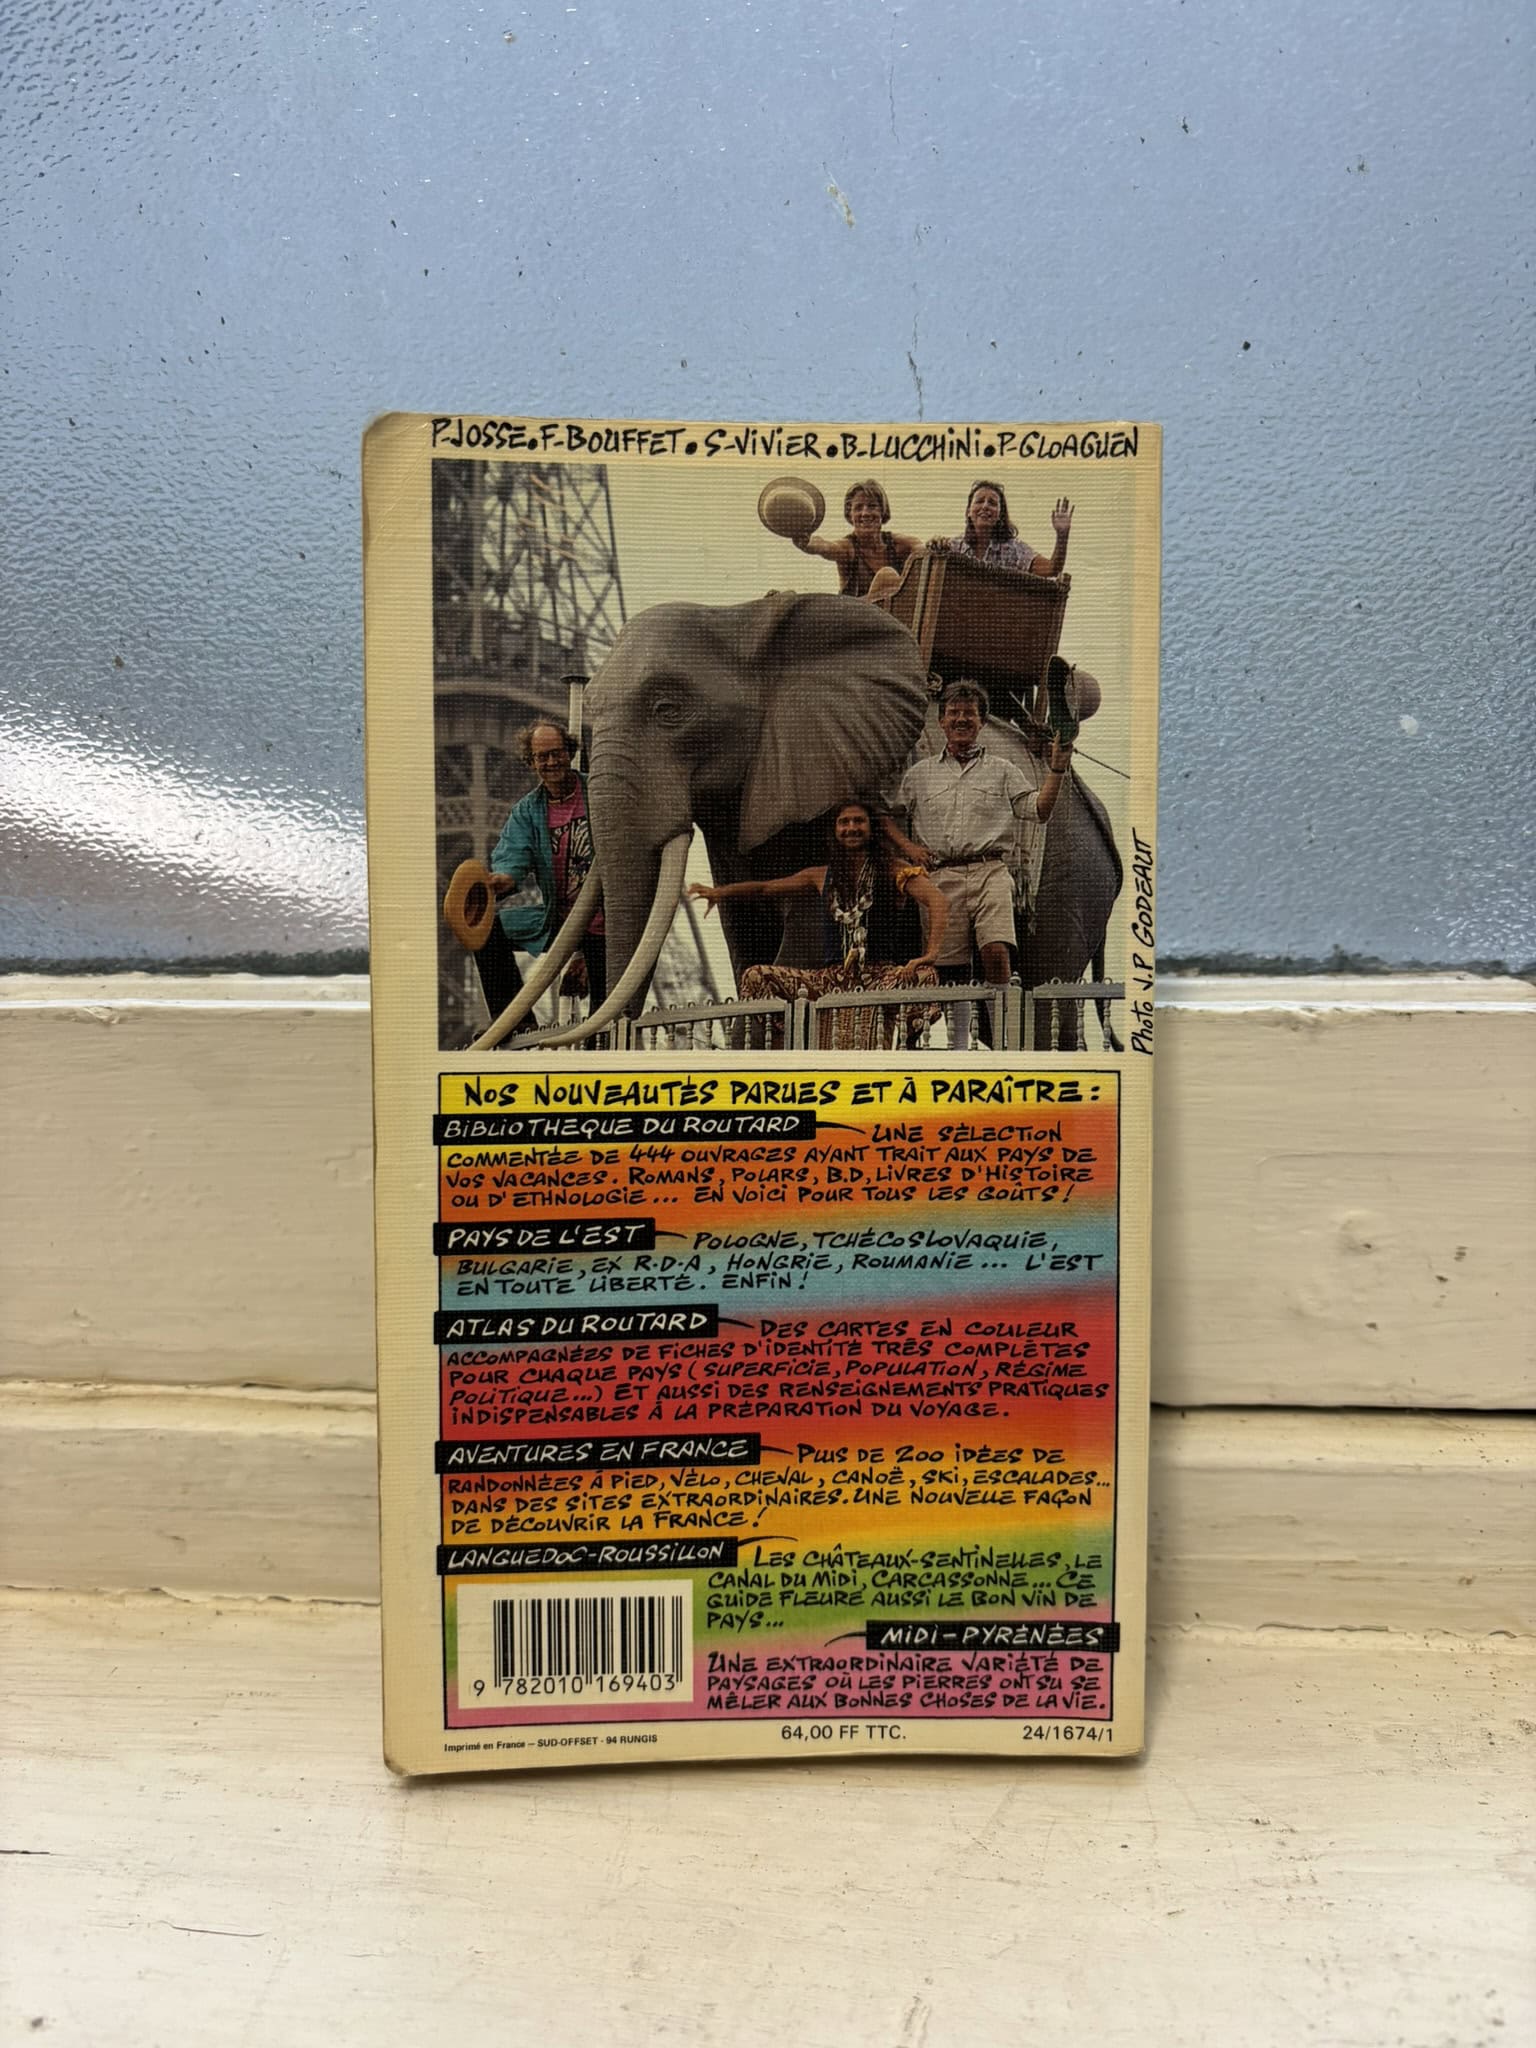 P-JOSSE. F-BOUFFET. S-VIVIER. B-LUCCHINI. P-GLOAGUEN
Photo J.P GODEAUT
NOS NOUVEAUTÉS PARUES ET À PARAÎTRE :
BIBLIOTHEQUE DU ROUTARD UNE SÉLECTION
COMMENTÉE DE 444 OUVRAGES AYANT TRAIT AUX PAYS DE
VOS VACANCES. ROMANS, POLARS, B.D, LIVRES D'HISTOIRE
OU D'ETHNOLOGIE... EN VOICI POUR TOUS LES GOÛTS !
PAYS DE L'EST POLOGNE, TCHÉCOSLOVAQUIE,
BULGARIE, EX R.D.A, HONGRIE, ROUMANIE... L'EST
EN TOUTE LIBERTÉ. ENFIN !
ATLAS DU ROUTARD DES CARTES EN COULEUR
ACCOMPAGNÉES DE FICHES D'IDENTITÉ TRÈS COMPLÈTES
POUR CHAQUE PAYS (SUPERFICIE, POPULATION, RÉGIME
POLITIQUE...) ET AUSSI DES RENSEIGNEMENTS PRATIQUES
INDISPENSABLES À LA PRÉPARATION DU VOYAGE.
AVENTURES EN FRANCE PLUS DE 200 IDÉES DE
RANDONNÉES À PIED, VÉLO, CHEVAL, CANOË, SKI, ESCALADES...
DANS DES SITES EXTRAORDINAIRES. UNE NOUVELLE FAÇON
DE DÉCOUVRIR LA FRANCE !
LANGUEDOC-ROUSSILLON LES CHÂTEAUX-SENTINELLES, LE
CANAL DU MIDI, CARCASSONNE... CE
GUIDE FLEURE AUSSI LE BON VIN DE
PAYS...
MIDI-PYRÉNÉES
UNE EXTRAORDINAIRE VARIÉTÉ DE
PAYSAGES OÙ LES PIERRES ONT SU SE
MÊLER AUX BONNES CHOSES DE LA VIE.
9 782010 169403
Imprimé en France – SUD-OFFSET - 94 RUNGIS 64,00 FF TTC. 24/1674/1